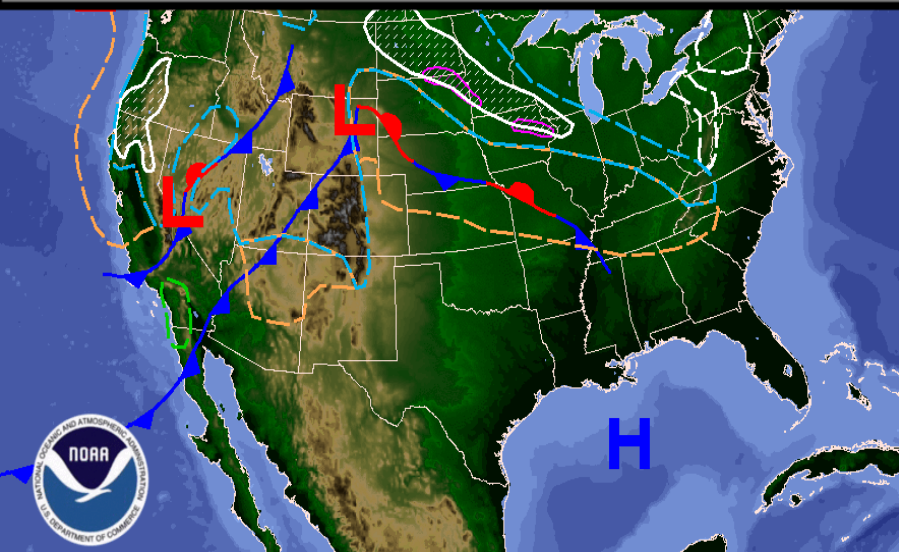 L
L
H
NATIONAL OCEANIC AND ATMOSPHERIC ADMINISTRATION
NOAA
U.S. DEPARTMENT OF COMMERCE